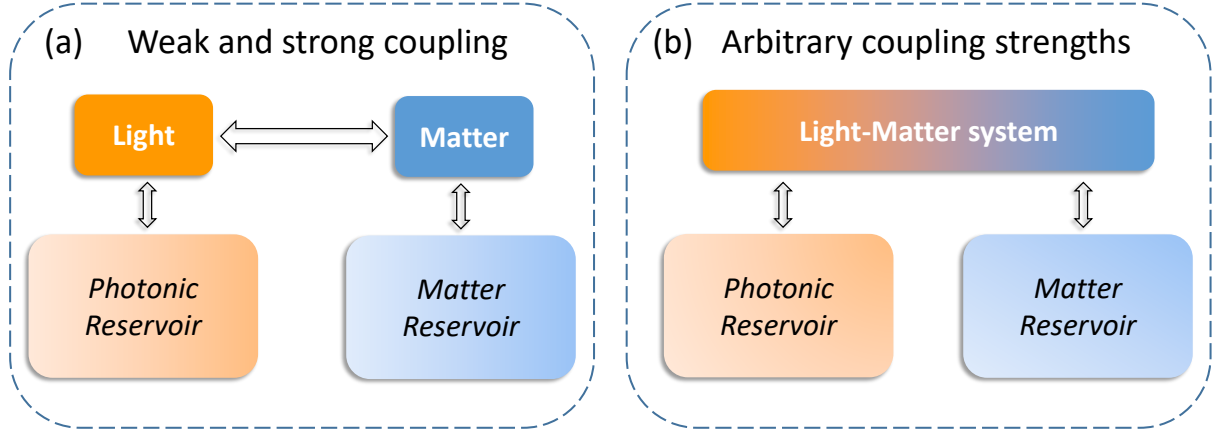 (a) Weak and strong coupling
Light
Matter
Photonic
Reservoir
Matter
Reservoir
(b) Arbitrary coupling strengths
Light-Matter system
Photonic
Reservoir
Matter
Reservoir